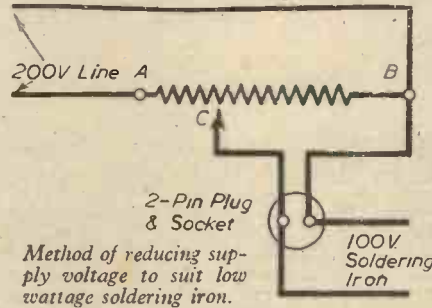 200V Line A
B
C
2-Pin Plug
& Socket
100V.
Soldering
Iron
Method of reducing sup-
ply voltage to suit low
wattage soldering iron.